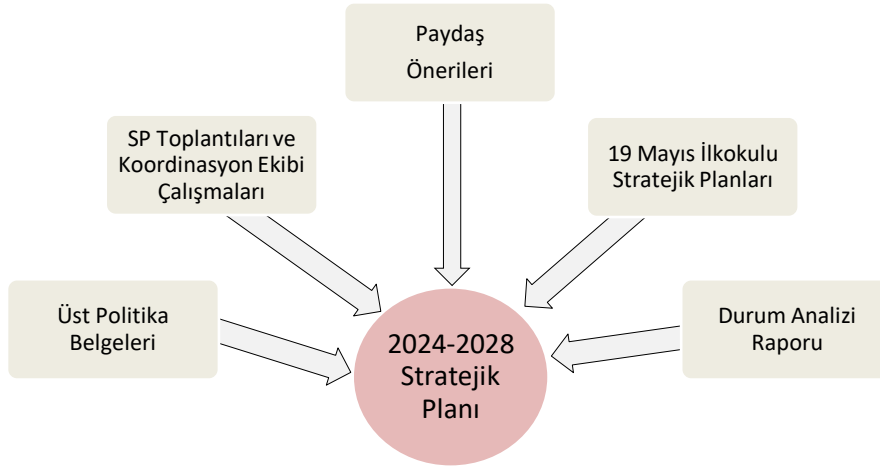 Paydaş
Önerileri
SP Toplantıları ve
Koordinasyon Ekibi
Çalışmaları
19 Mayıs İlkokulu
Stratejik Planları
Üst Politika
Belgeleri
Durum Analizi
Raporu
2024-2028
Stratejik
Planı